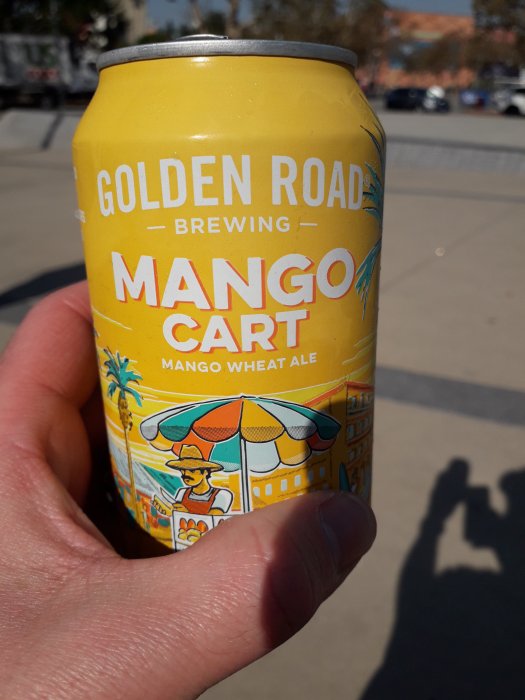 GOLDEN ROAD
— BREWING —
MANGO
CART
MANGO WHEAT ALE